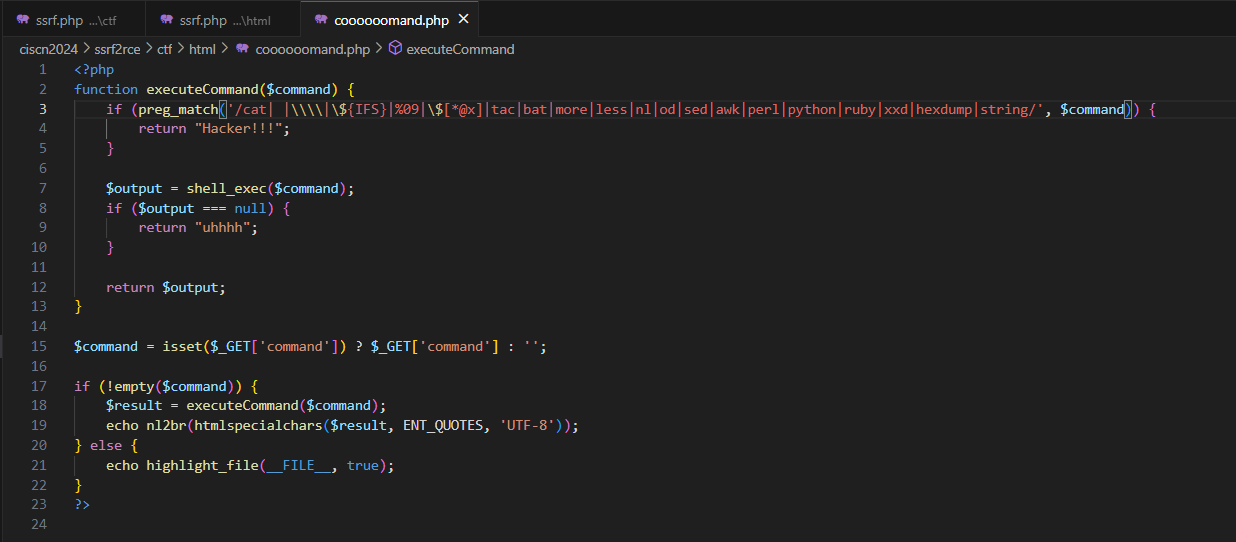 ssrf.php ...\ctf ssrf.php ...\html cooooooomand.php ×
ciscn2024 > ssrf2rce > ctf > html > cooooooomand.php > executeCommand
1 <?php
2 function executeCommand($command) {
3 if (preg_match('/cat| |\\\\|\${IFS}|%09|\$[*@x]|tac|bat|more|less|nl|od|sed|awk|perl|python|ruby|xxd|hexdump|string/', $command)) {
4 return "Hacker!!!";
5 }
6
7 $output = shell_exec($command);
8 if ($output === null) {
9 return "uhhhh";
10 }
11
12 return $output;
13 }
14
15 $command = isset($_GET['command']) ? $_GET['command'] : '';
16
17 if (!empty($command)) {
18 $result = executeCommand($command);
19 echo nl2br(htmlspecialchars($result, ENT_QUOTES, 'UTF-8'));
20 } else {
21 echo highlight_file(__FILE__, true);
22 }
23 ?>
24